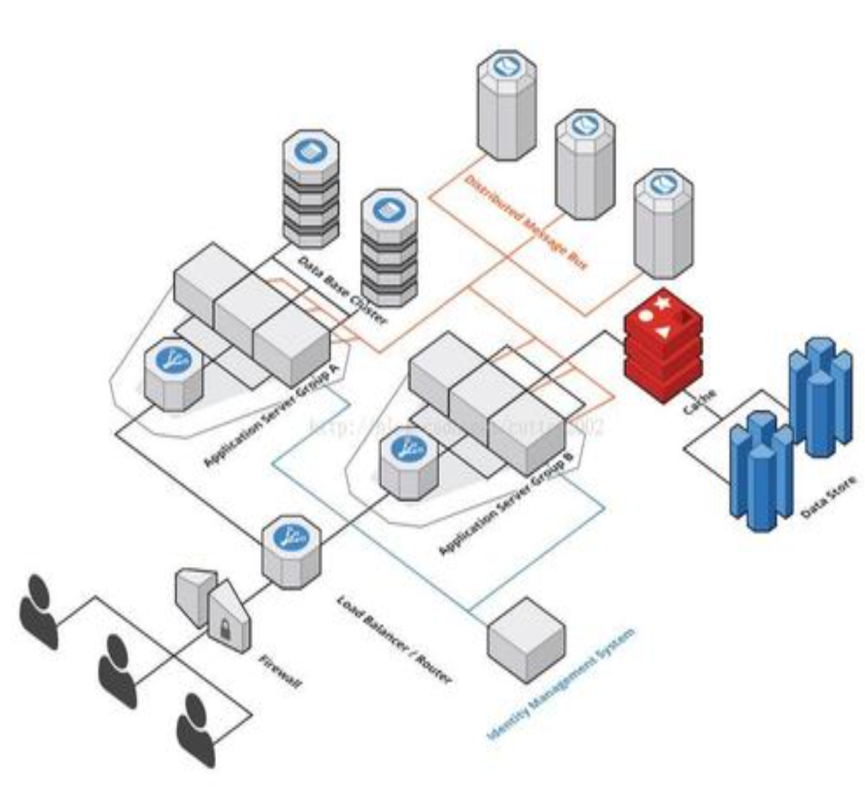 Distributed Message Bus
Data Base Cluster
Application Server Group A
Cache
Application Server Group B
Data Store
Load Balancer / Router
Firewall
Identity Management System